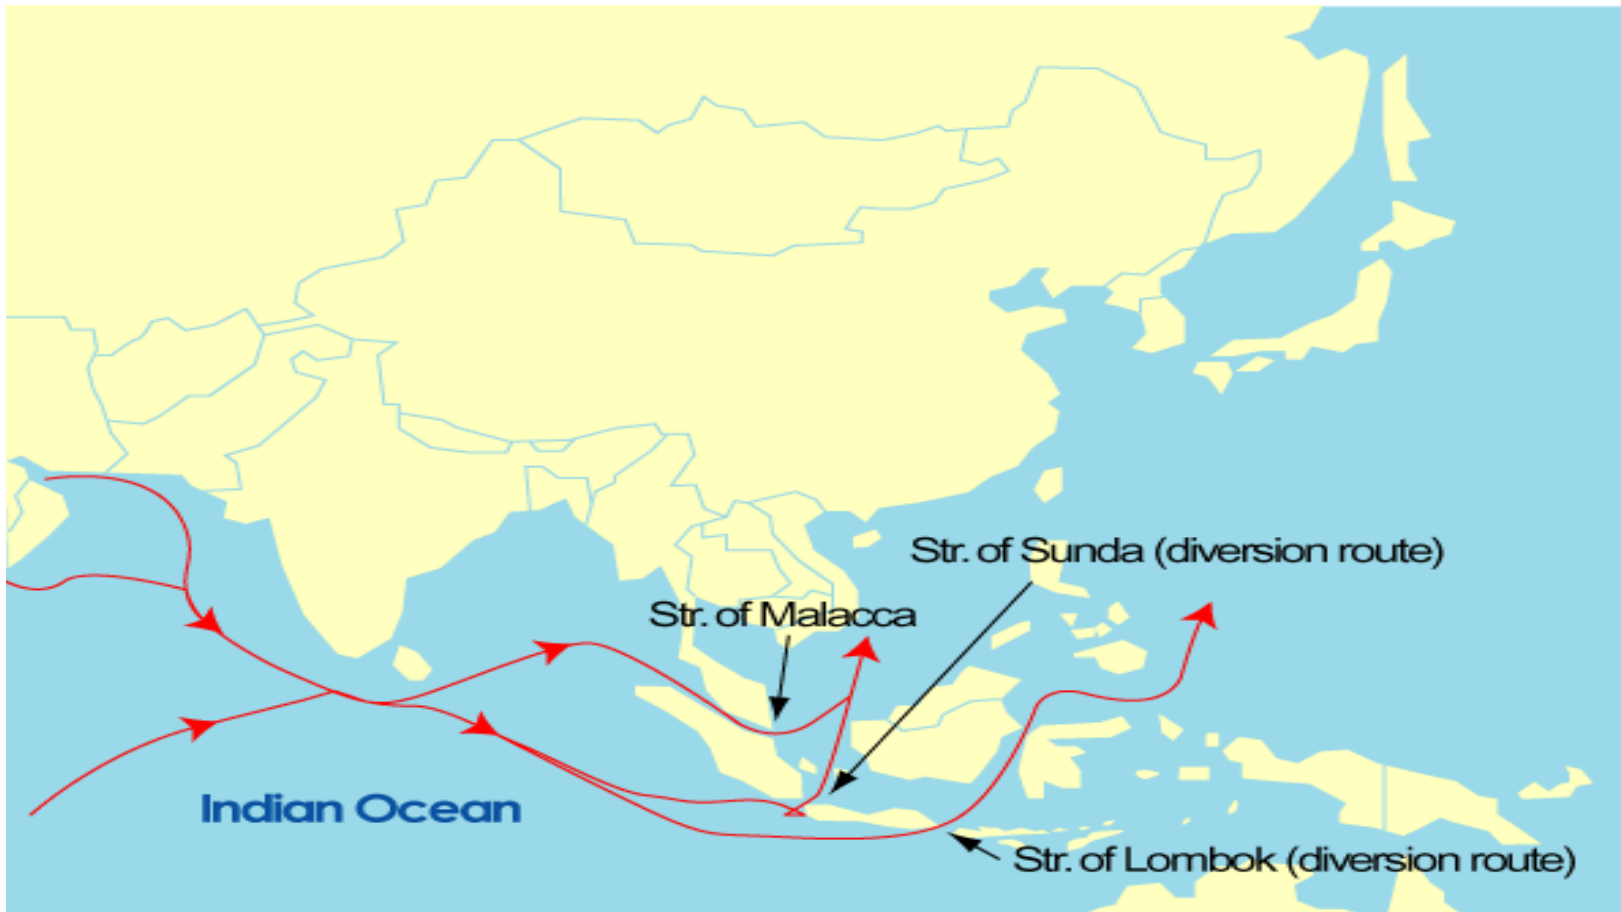 Str. of Sunda (diversion route)
Str. of Malacca
Indian Ocean
Str. of Lombok (diversion route)